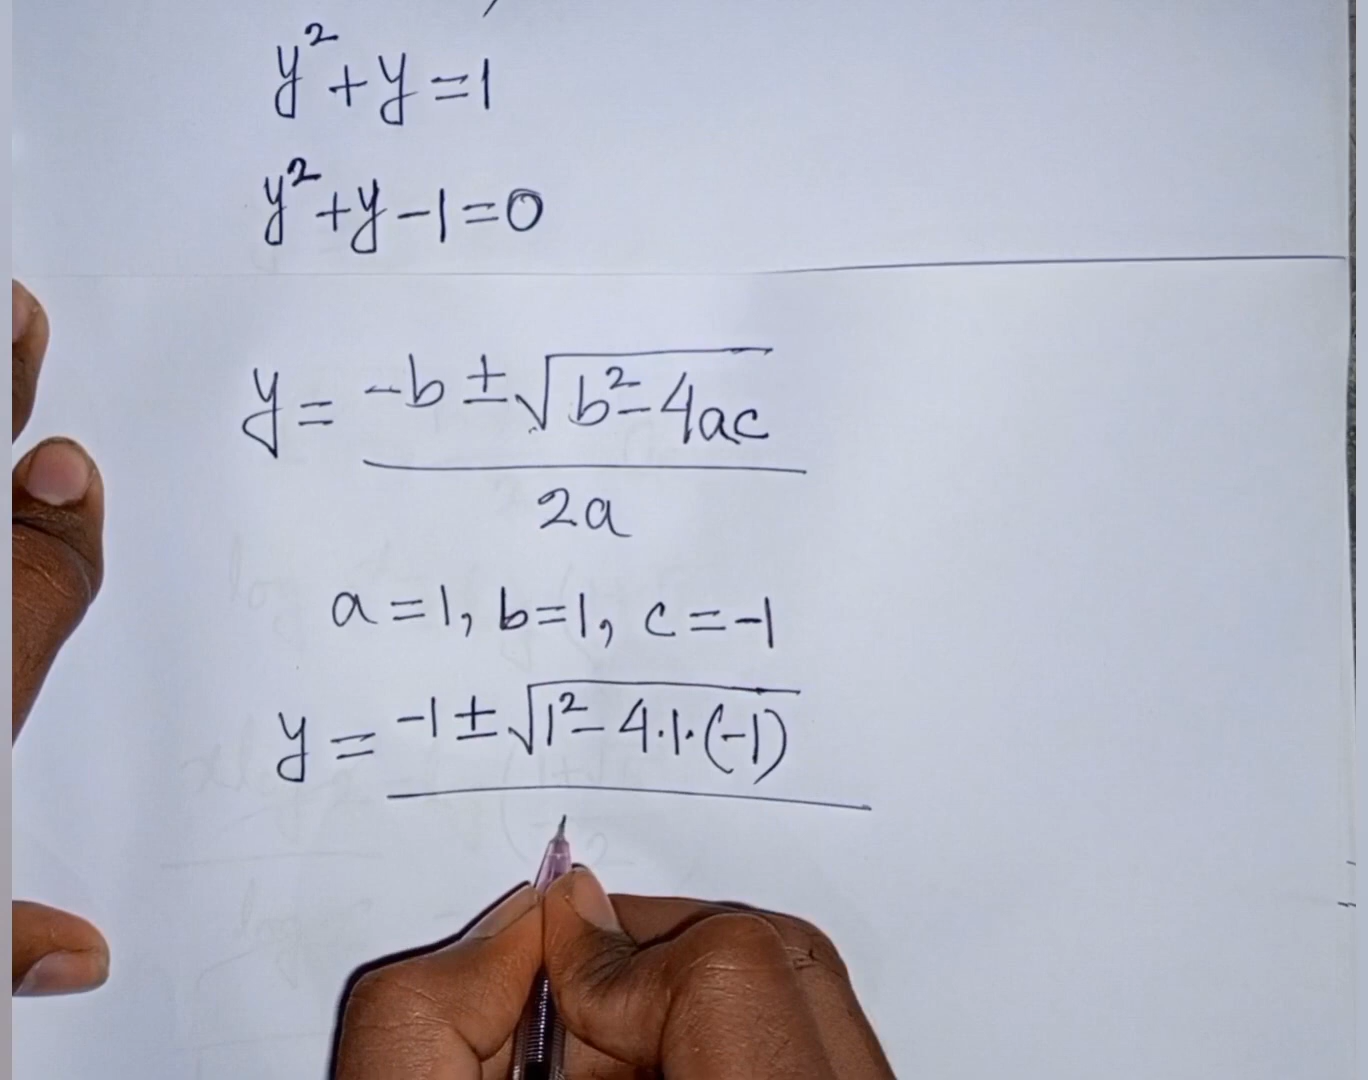 y²+y=1
y²+y-1=0
y= -b±√b²-4ac
2a
a=1, b=1, c=-1
y= -1±√1²-4.1.(-1)